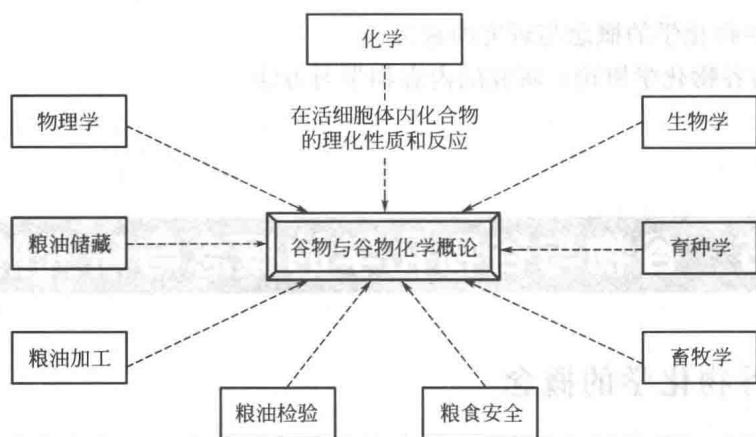 化学
物理学
在活细胞体内化合物
的理化性质和反应
生物学
粮油储藏
谷物与谷物化学概论
育种学
粮油加工
畜牧学
粮油检验
粮食安全